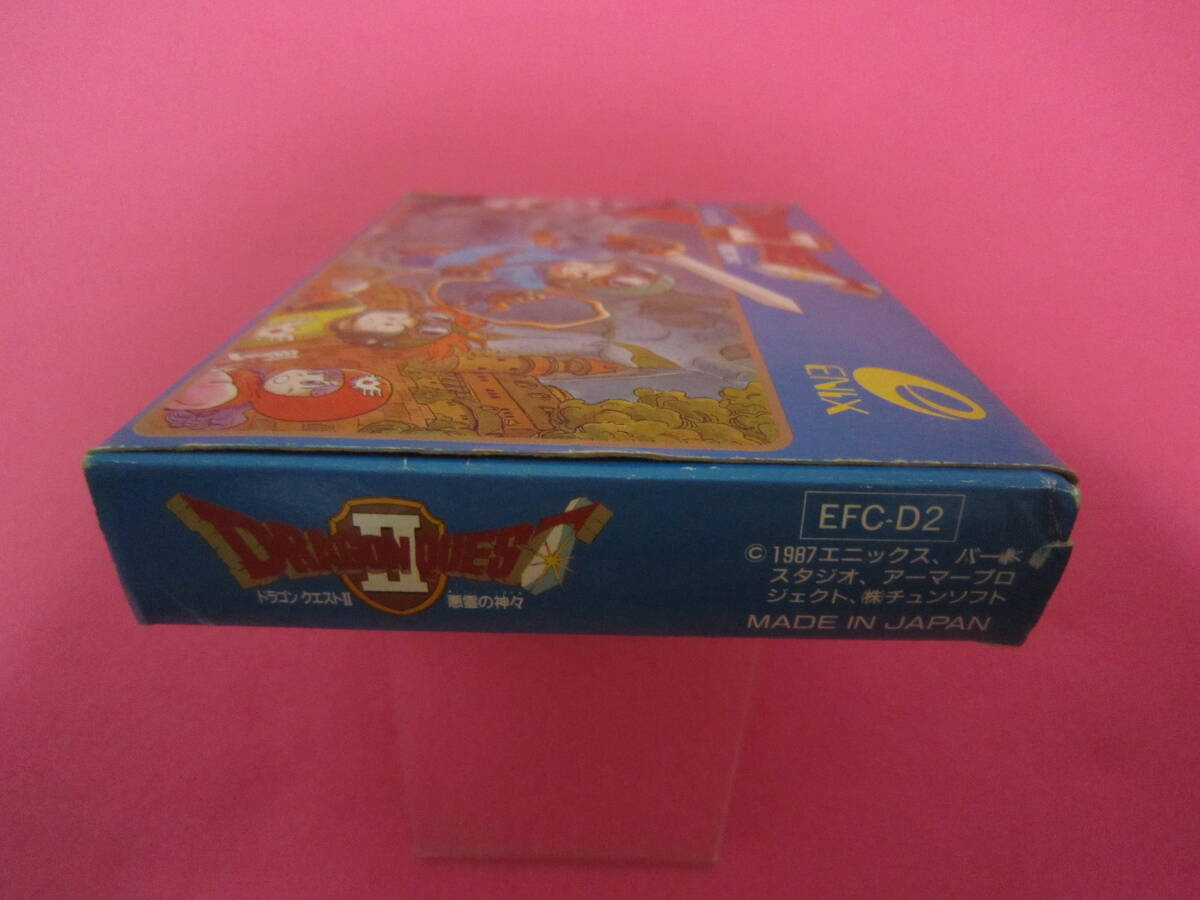 ENIX
DRAGON QUEST
II
ドラゴン クエストII 悪霊の神々
EFC-D2
© 1987エニックス、バード
スタジオ、アーマープロ
ジェクト、㈱チュンソフト
MADE IN JAPAN